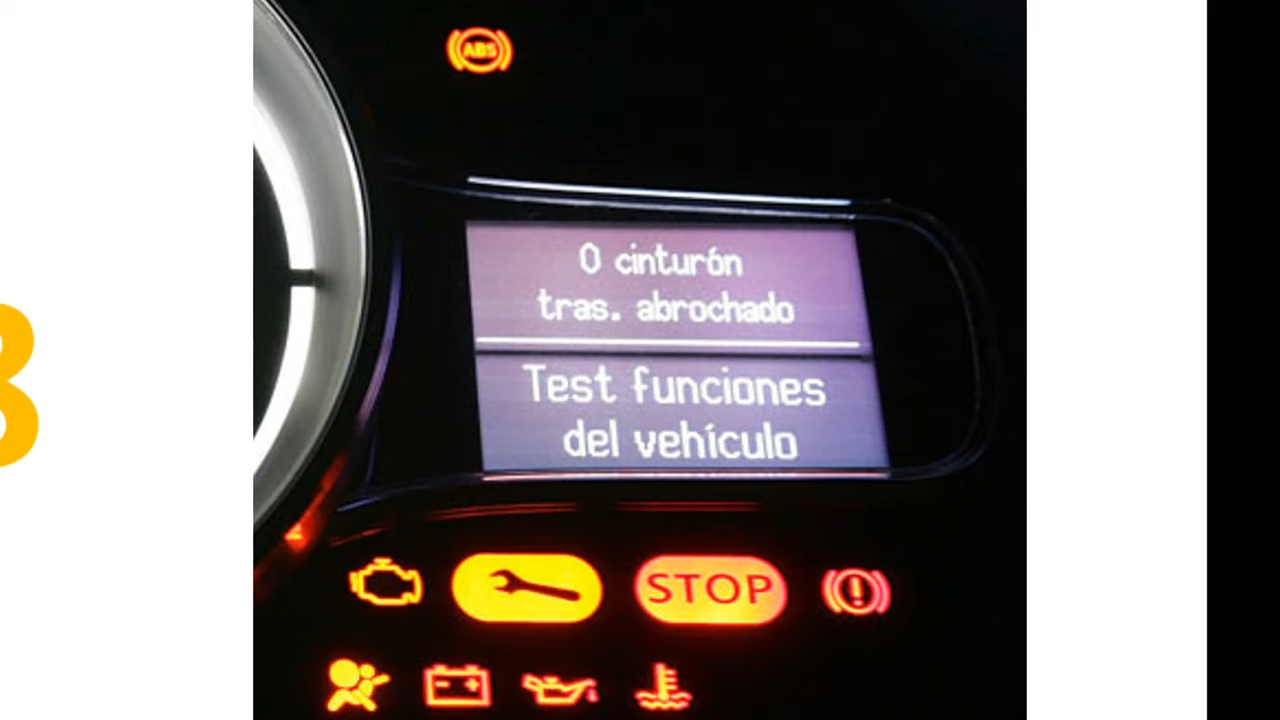 ABS
0 cinturón
tras. abrochado
Test funciones
del vehículo
STOP